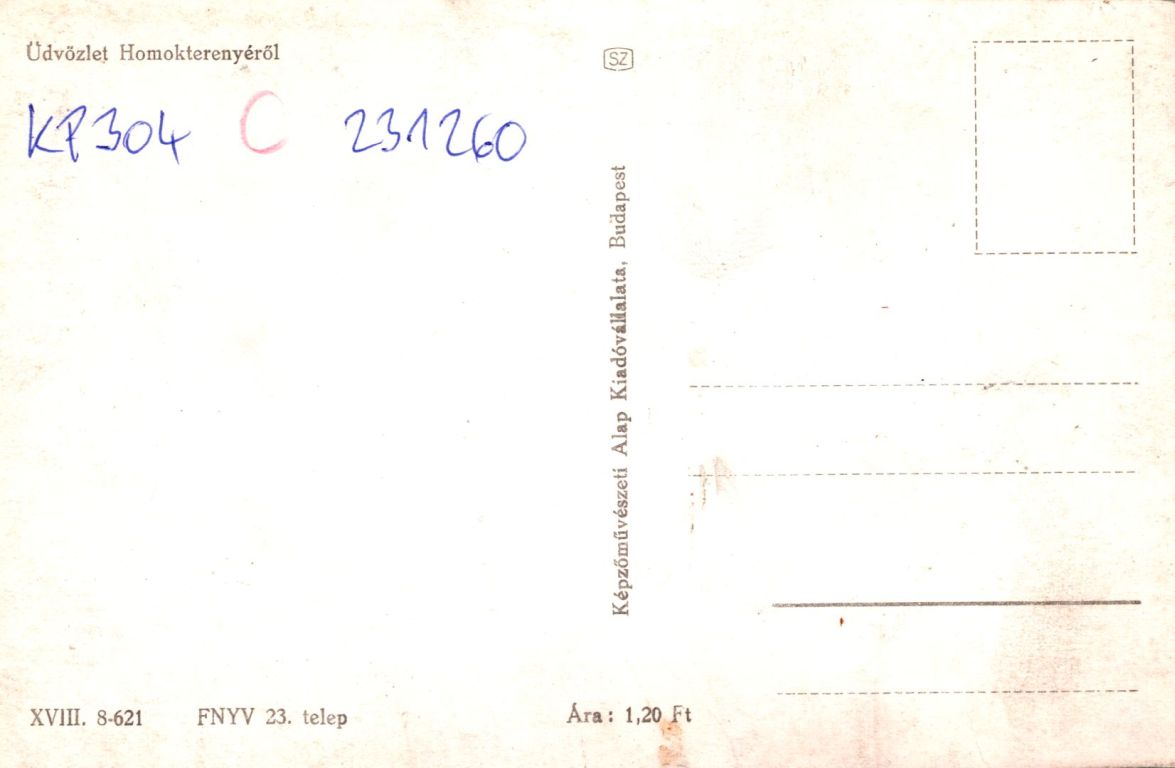 Üdvözlet Homokterenyéről
SZ
KP304 C 231260
Képzőművészeti Alap Kiadóvállalata, Budapest
XVIII. 8-621 FNYV 23. telep
Ára: 1,20 Ft